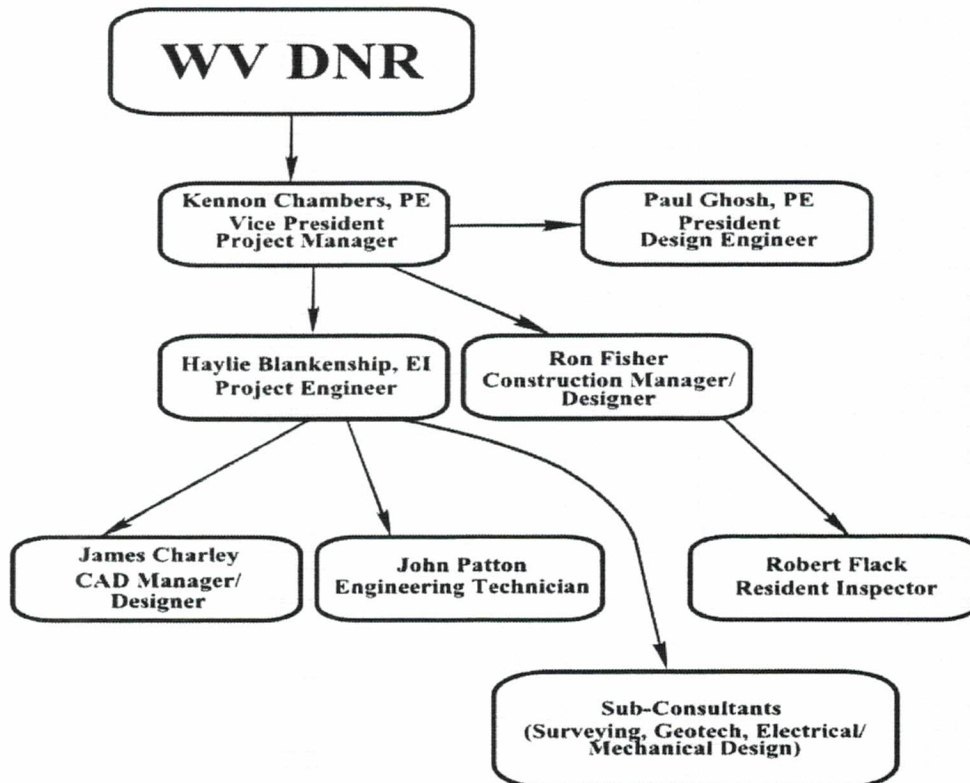 WV DNR
Kennon Chambers, PE
Vice President
Project Manager
Paul Ghosh, PE
President
Design Engineer
Haylie Blankenship, EI
Project Engineer
Ron Fisher
Construction Manager/
Designer
James Charley
CAD Manager/
Designer
John Patton
Engineering Technician
Robert Flack
Resident Inspector
Sub-Consultants
(Surveying, Geotech, Electrical/
Mechanical Design)